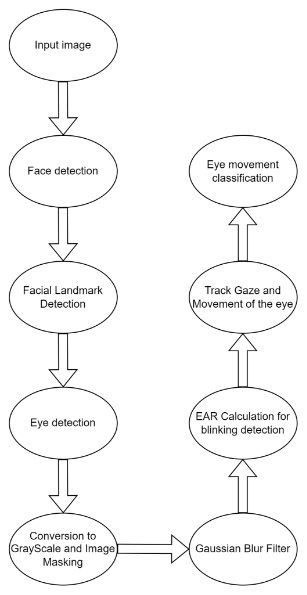 Input image
Face detection
Facial Landmark
Detection
Eye detection
Conversion to
GrayScale and Image
Masking
Gaussian Blur Filter
EAR Calculation for
blinking detection
Track Gaze and
Movement of the eye
Eye movement
classification